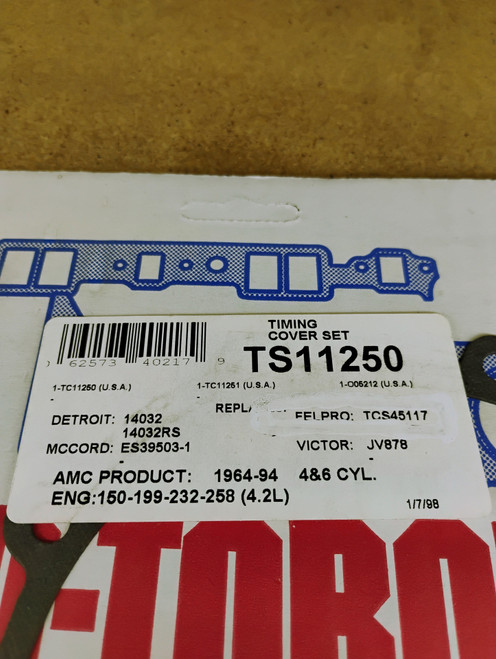 TIMING
COVER SET
62573 40217 9
TS11250
1-TC11250 (U.S.A.) 1-TC11251 (U.S.A.) 1-O05212 (U.S.A.)
- - -
DETROIT: 14032 FELPRO: TCS45117
14032RS
MCCORD: ES39503-1 VICTOR: JV878
-
AMC PRODUCT: 1964-94 4&6 CYL.
ENG:150-199-232-258 (4.2L)
1/7/98